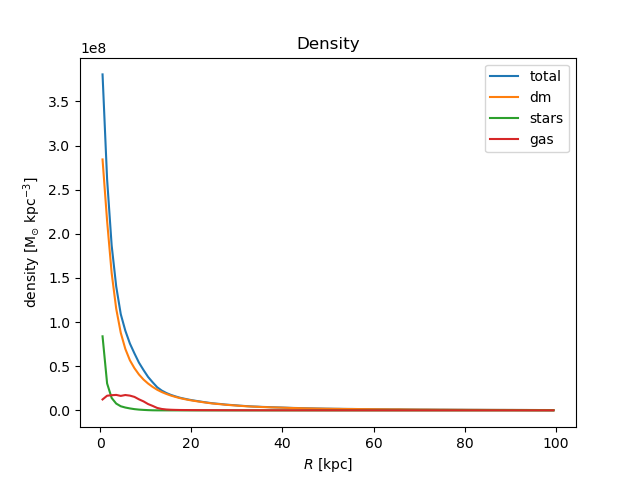 Density
1e8
total
dm
stars
gas
3.5
3.0
2.5
2.0
1.5
1.0
0.5
0.0
density [M☉ kpc⁻³]
0 20 40 60 80 100
R [kpc]